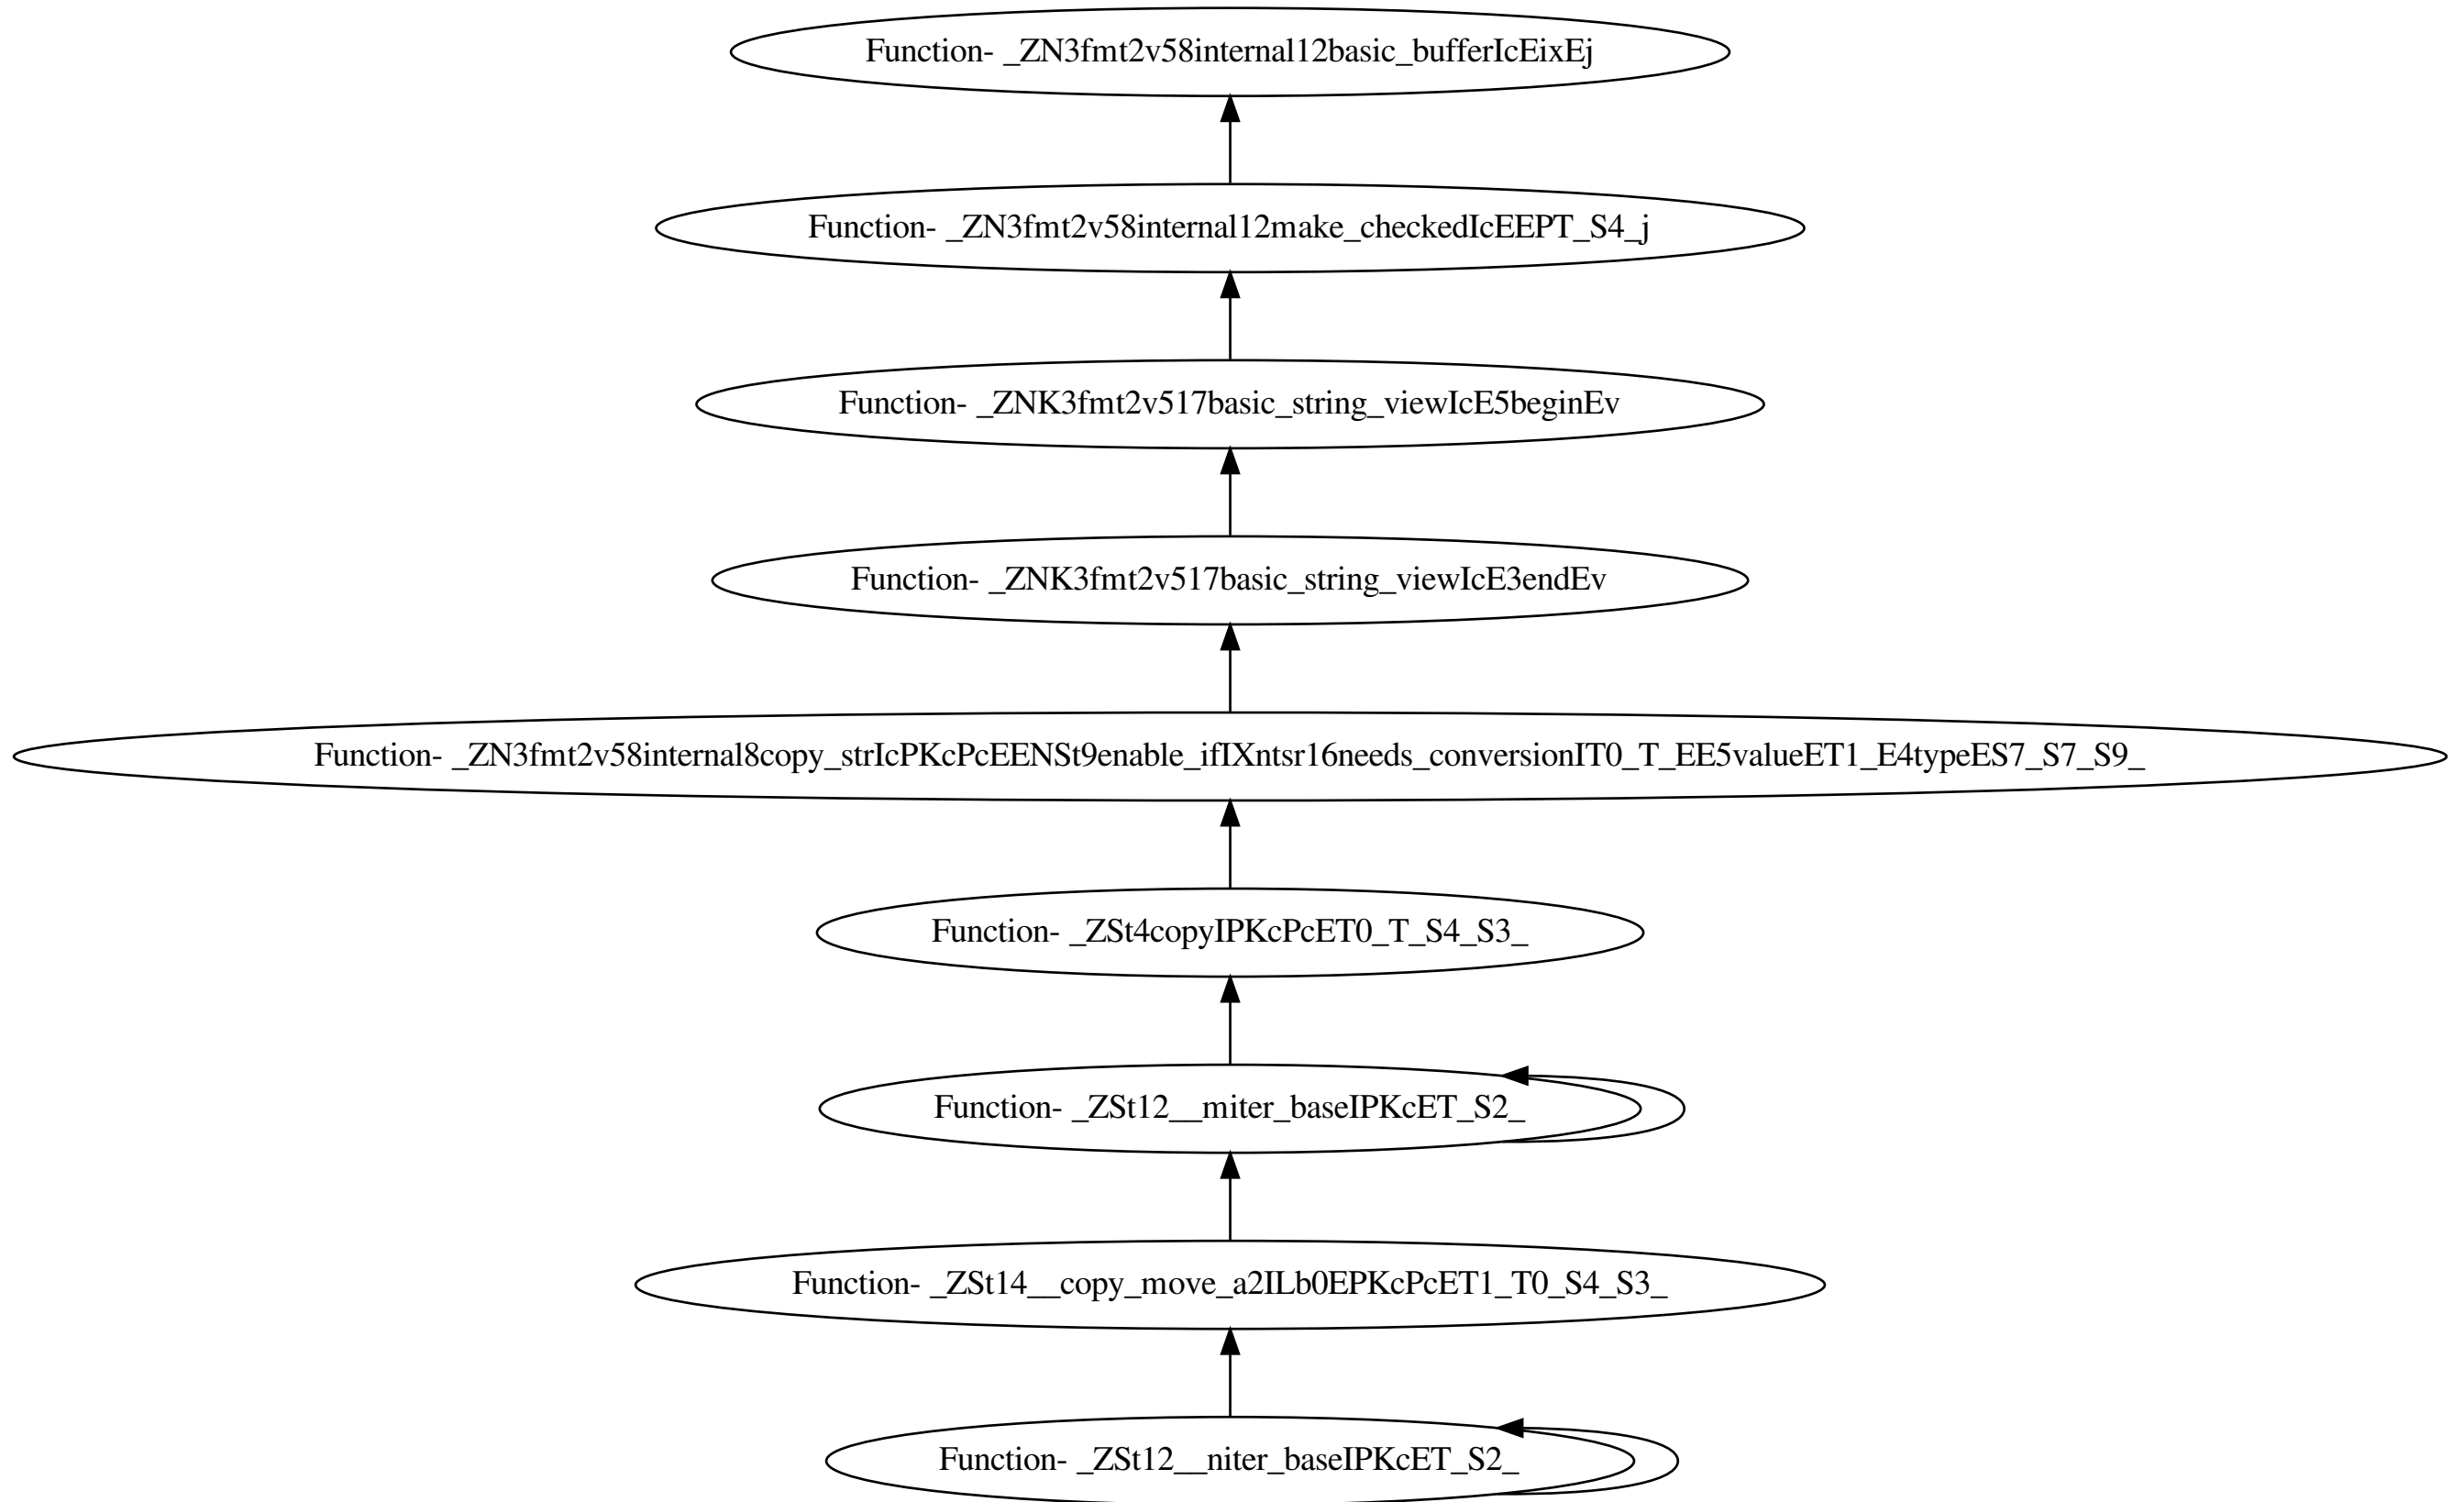 Function- _ZN3fmt2v58internal12basic_bufferIcEixEj
Function- _ZN3fmt2v58internal12make_checkedIcEEPT_S4_j
Function- _ZNK3fmt2v517basic_string_viewIcE5beginEv
Function- _ZNK3fmt2v517basic_string_viewIcE3endEv
Function- _ZN3fmt2v58internal8copy_strIcPKcPcEENSt9enable_ifIXntsr16needs_conversionIT0_T_EE5valueET1_E4typeES7_S7_S9_
Function- _ZSt4copyIPKcPcET0_T_S4_S3_
Function- _ZSt12__miter_baseIPKcET_S2_
Function- _ZSt14__copy_move_a2ILb0EPKcPcET1_T0_S4_S3_
Function- _ZSt12__niter_baseIPKcET_S2_